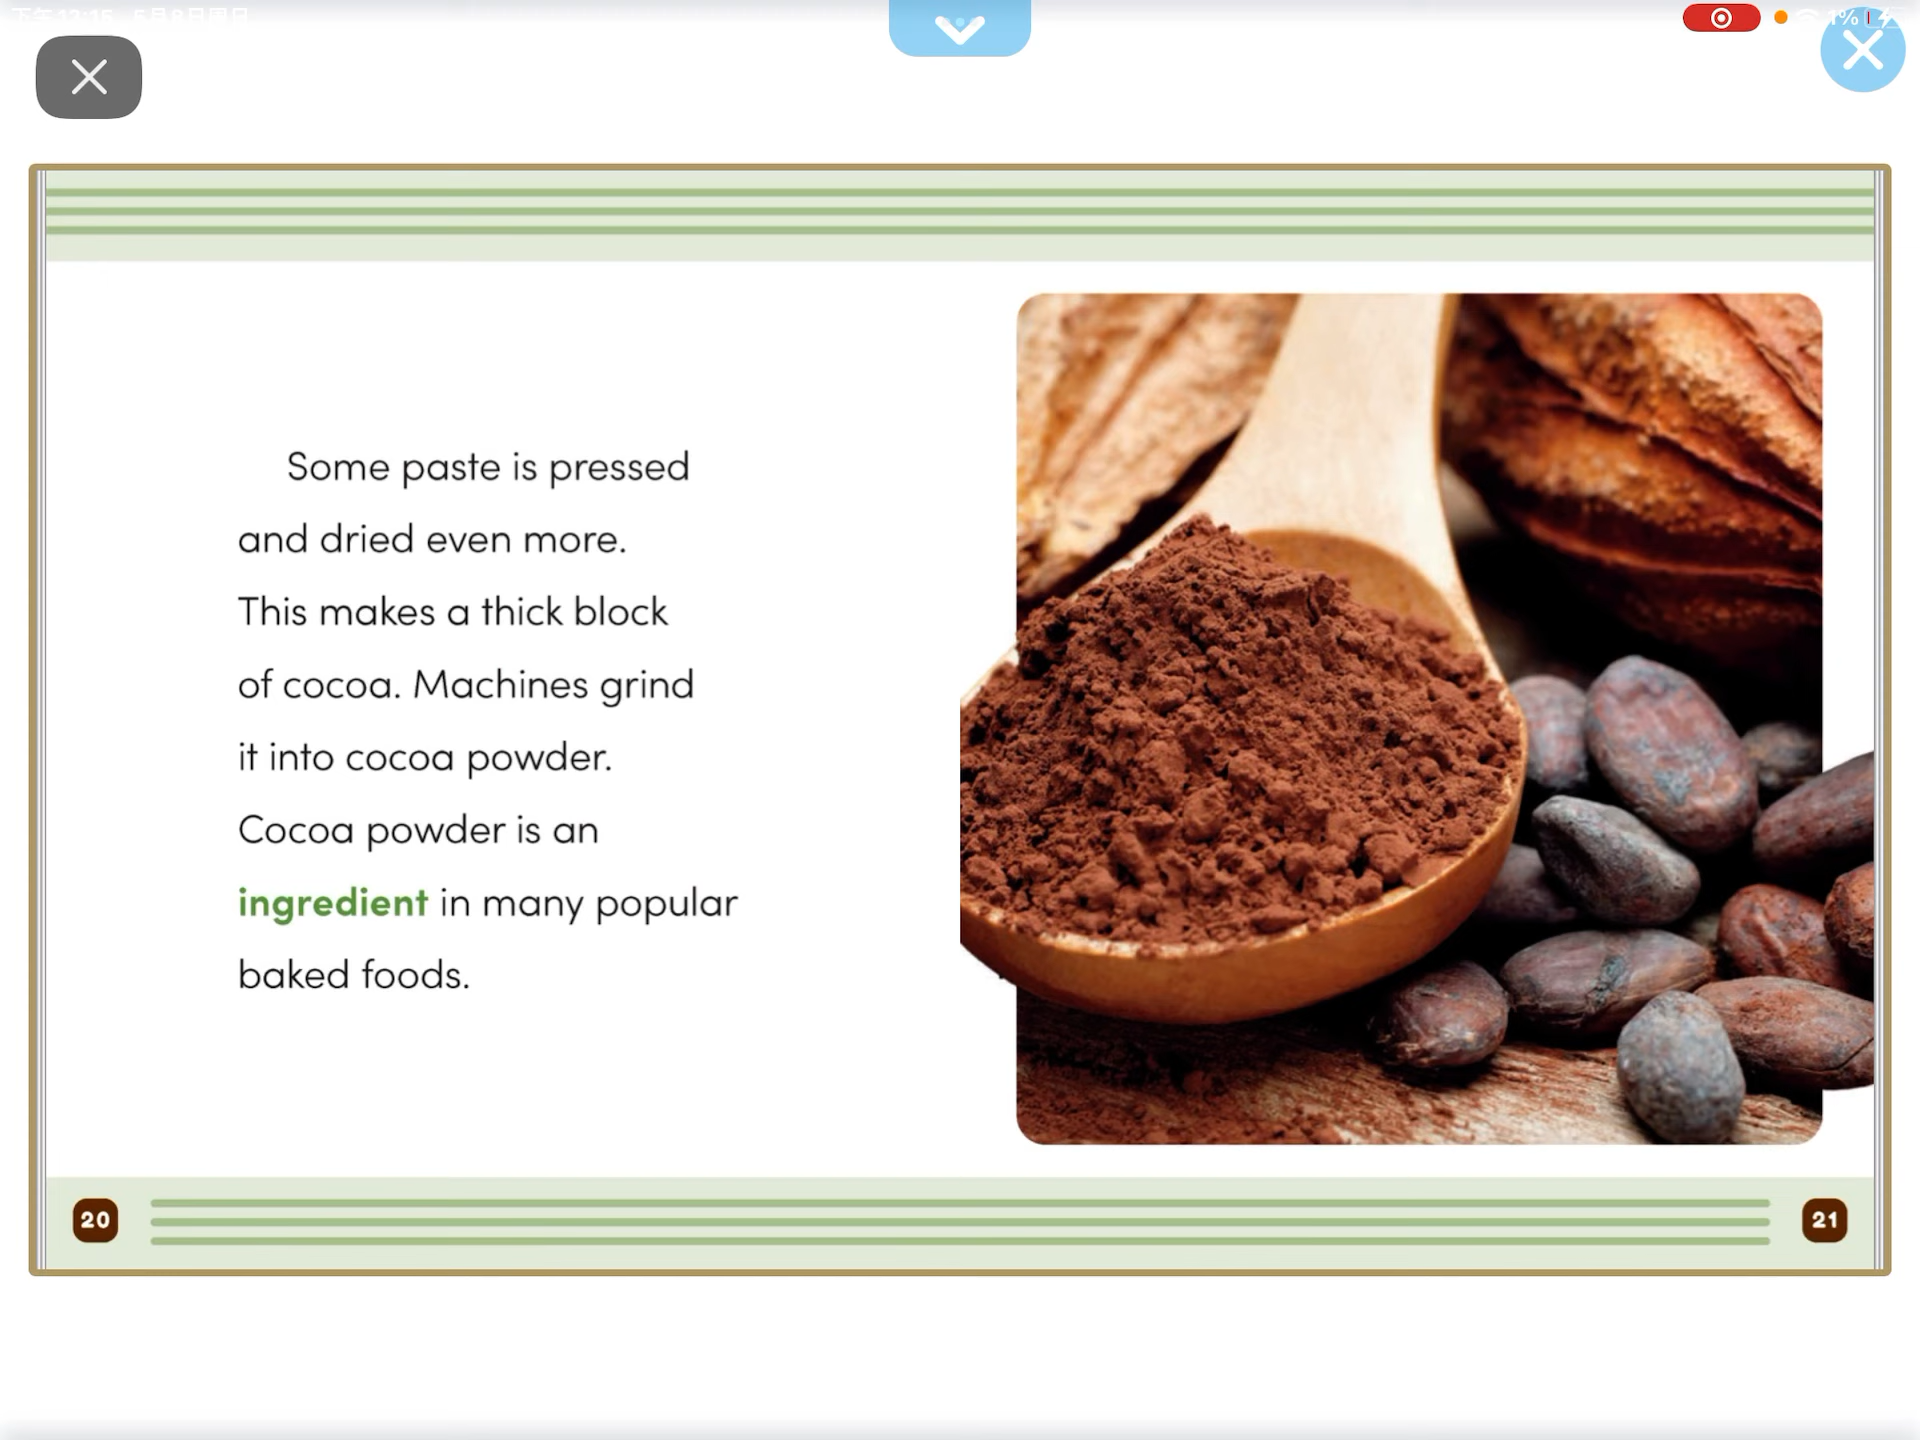 1%
Some paste is pressed
and dried even more.
This makes a thick block
of cocoa. Machines grind
it into cocoa powder.
Cocoa powder is an
ingredient in many popular
baked foods.
20
21